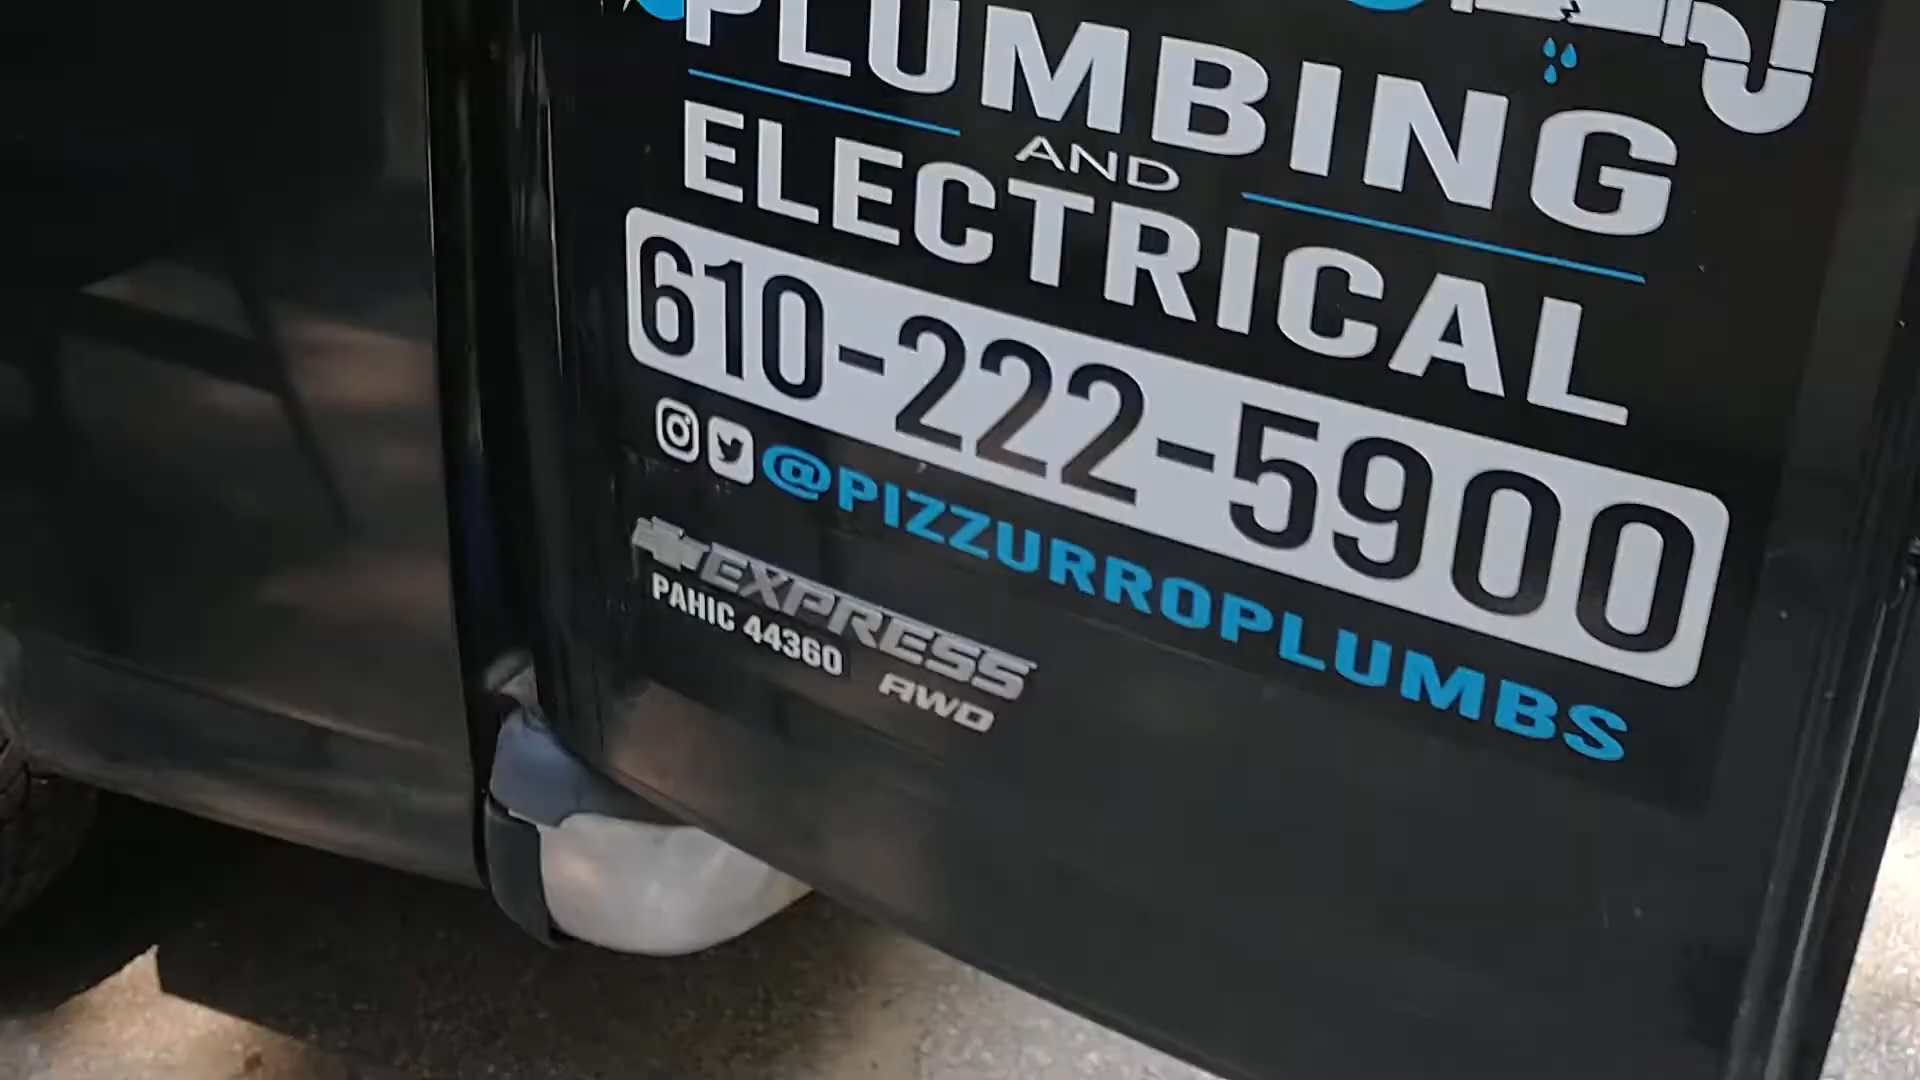 PLUMBING
AND
ELECTRICAL
610-222-5900
@PIZZURROPLUMBS
EXPRESS
PAHIC 44360
AWD